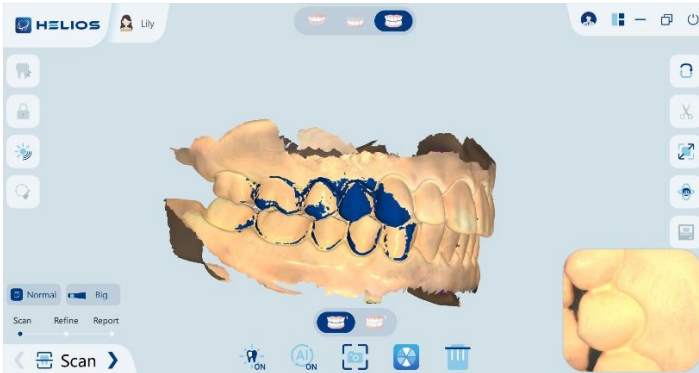 HELIOS
Lily
Normal
Big
Scan
Refine
Report
Scan
ON
AI
ON